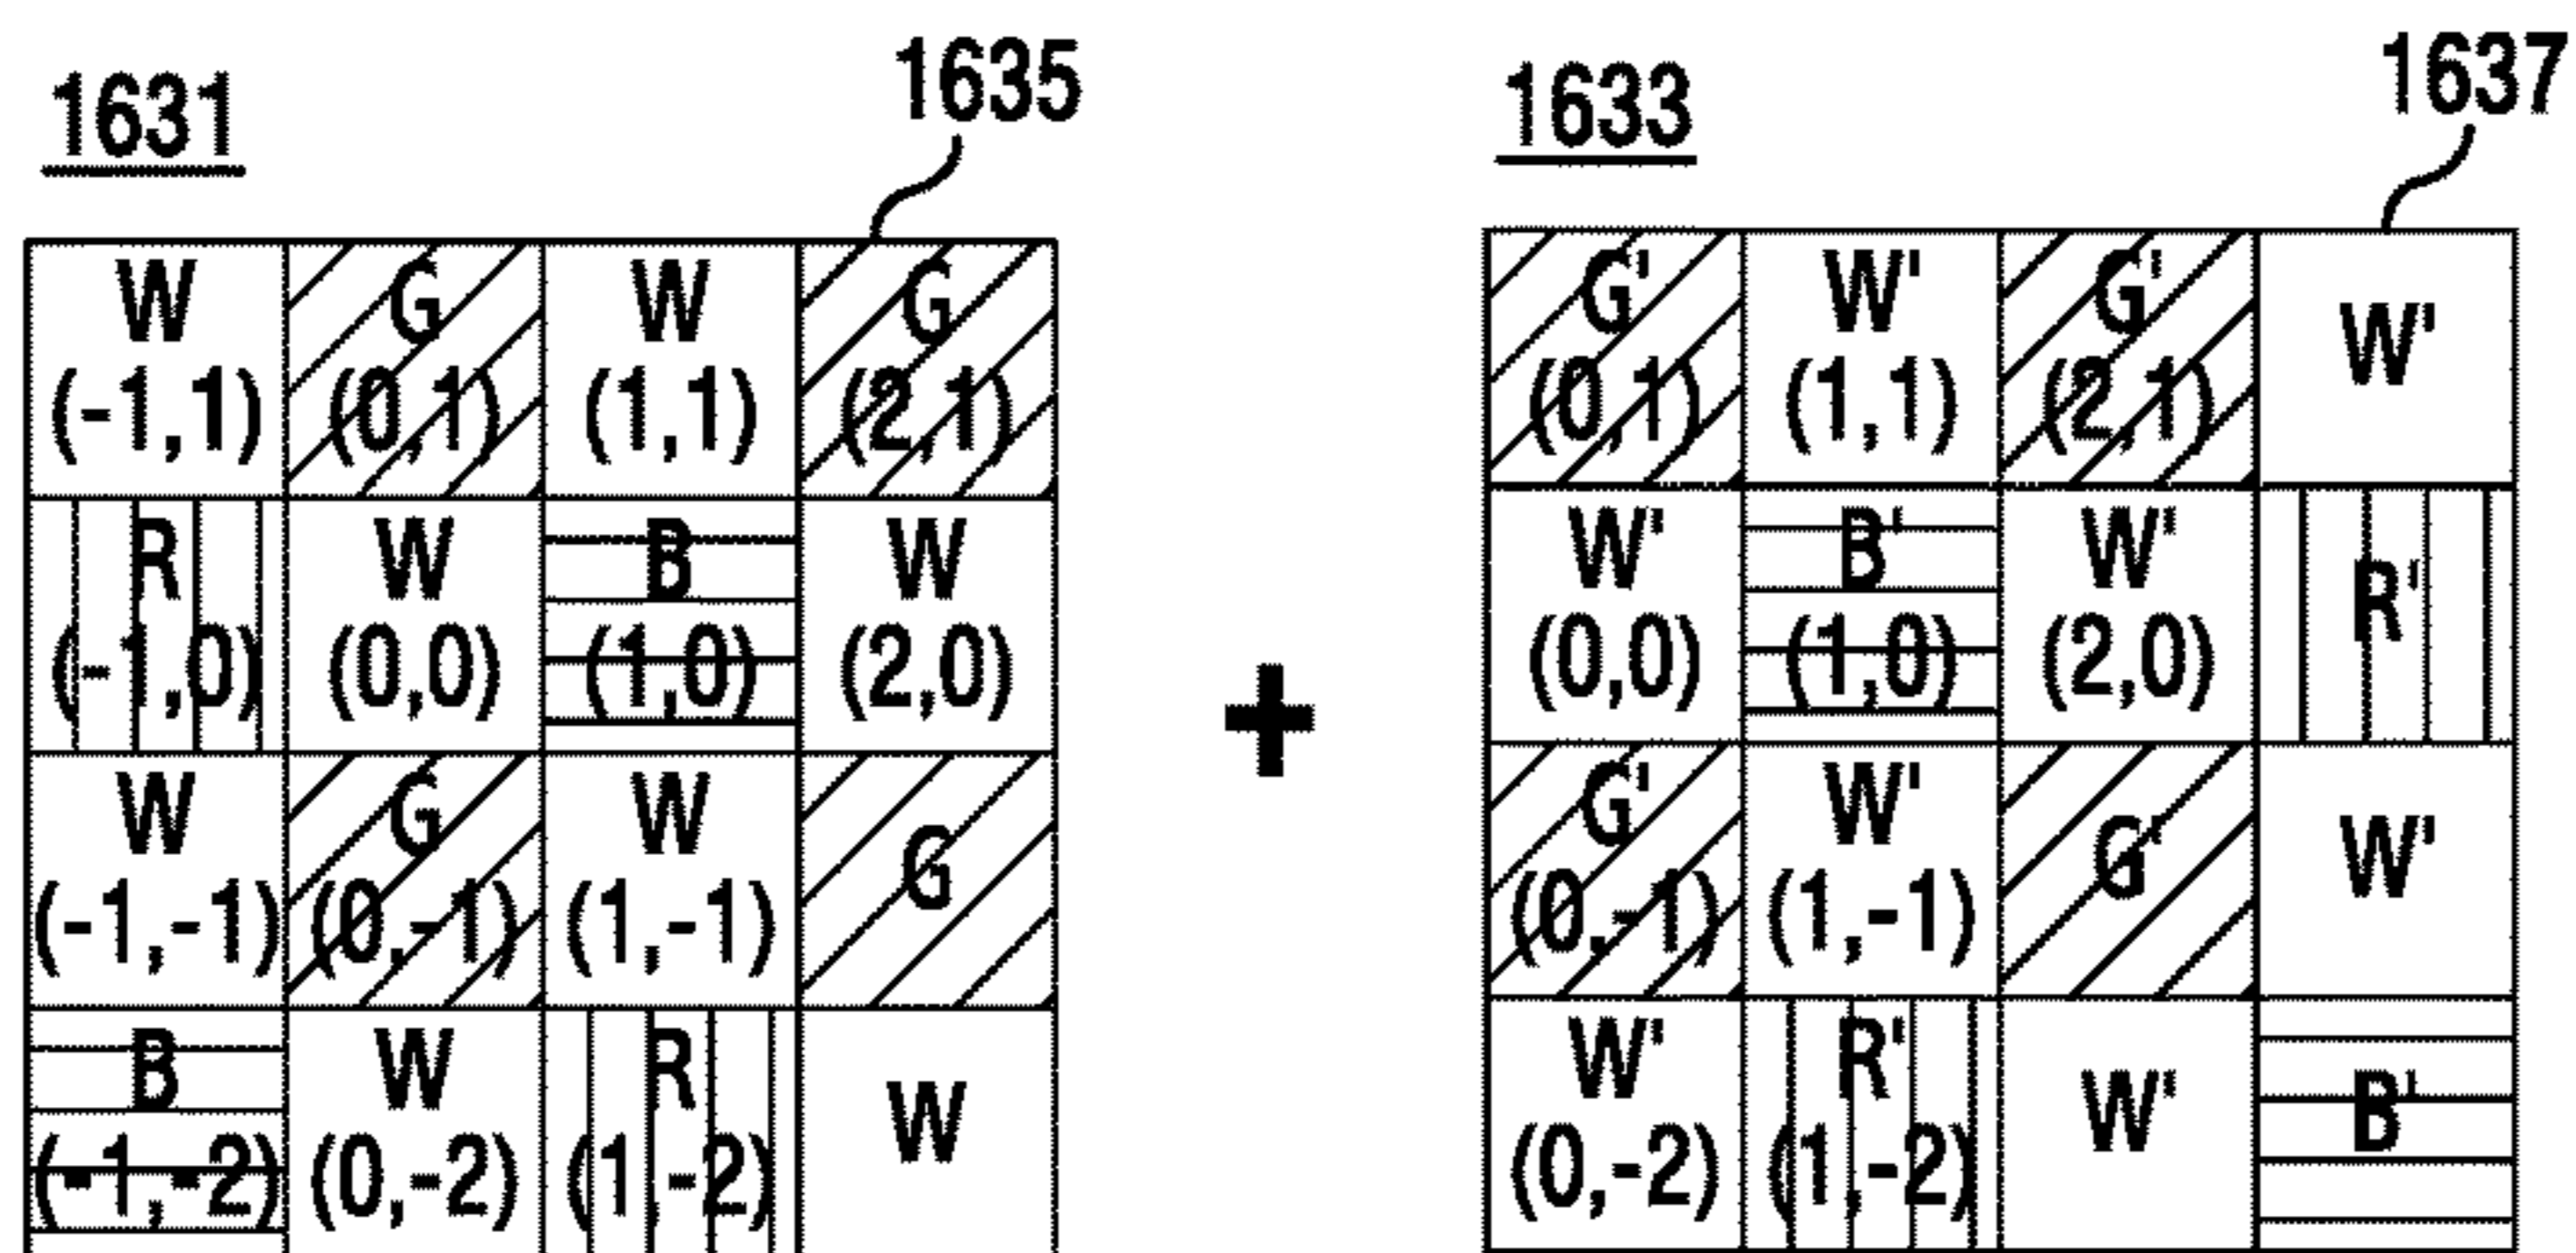 1631 1635 1633 1637
W G W G G' W' G' W'
(-1,1) (0,1) (1,1) (2,1) (0,1) (1,1) (2,1)
R W B W W' B' W' R'
(-1,0) (0,0) (1,0) (2,0) (0,0) (1,0) (2,0)
+
W G W G G' W' G' W'
(-1,-1) (0,-1) (1,-1) (0,-1) (1,-1)
B W R W W' R' W' B'
(-1,-2) (0,-2) (1,-2) (0,-2) (1,-2)